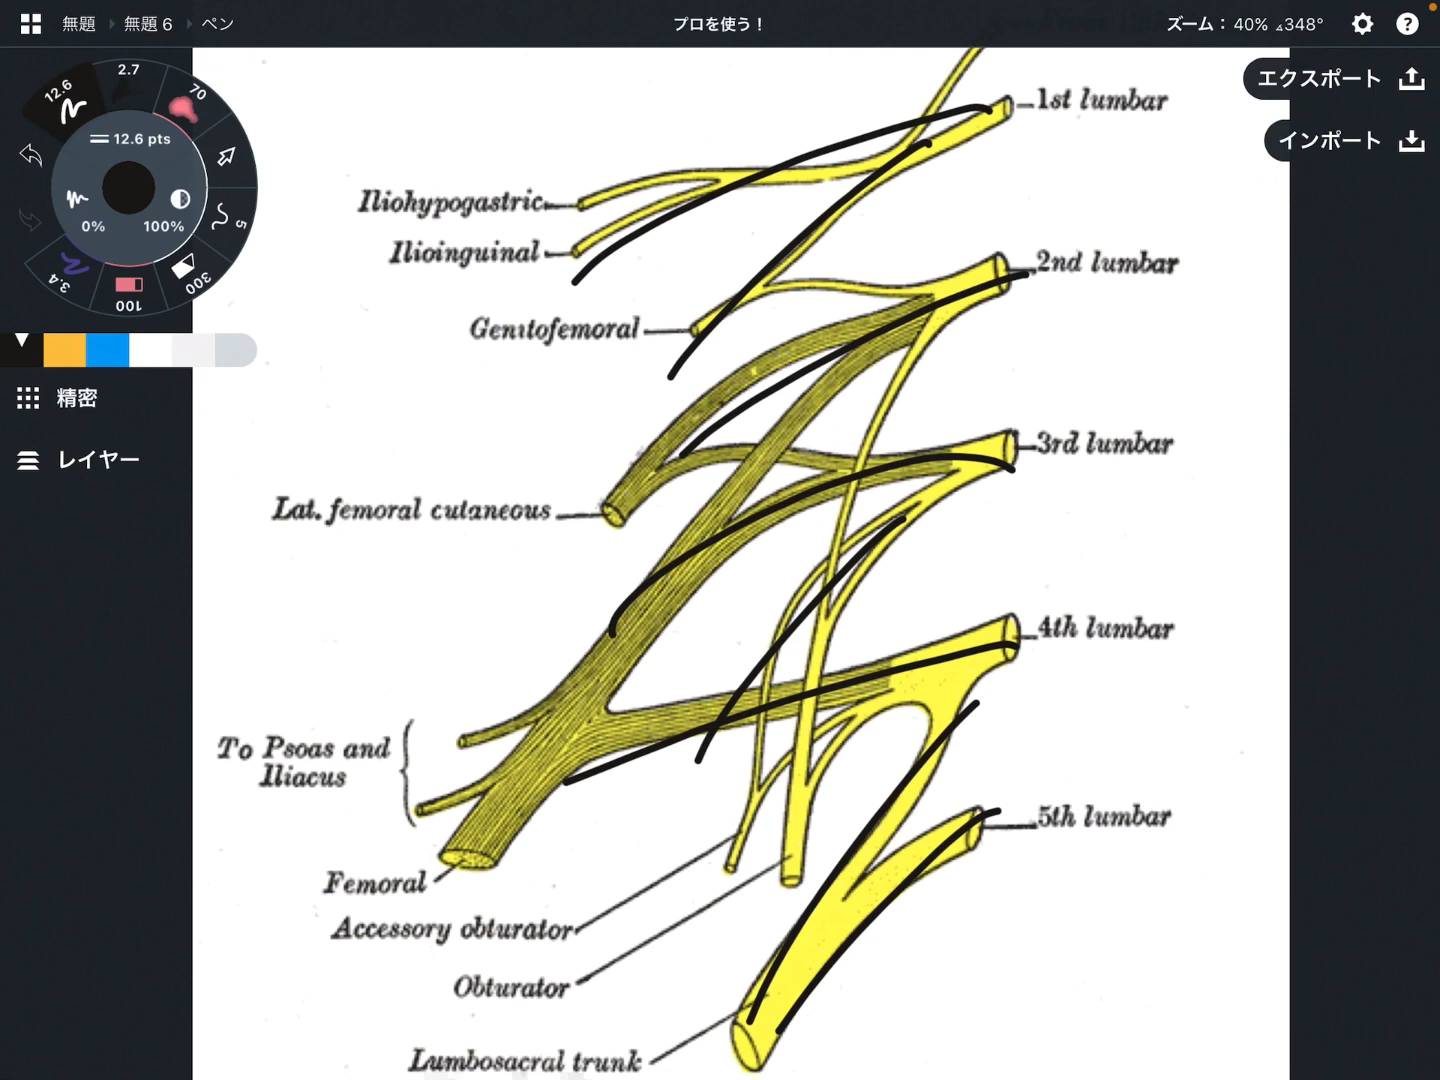 無題 無題 6 ペン
プロを使う！
ズーム： 40% ⊿348°
エクスポート
インポート
12.6
2.7
70
12.6 pts
0%
100%
5
3.4
100
300
精密
レイヤー
1st lumbar
Iliohypogastric
Ilioinguinal
2nd lumbar
Genitofemoral
3rd lumbar
Lat. femoral cutaneous
4th lumbar
To Psoas and
Iliacus
5th lumbar
Femoral
Accessory obturator
Obturator
Lumbosacral trunk